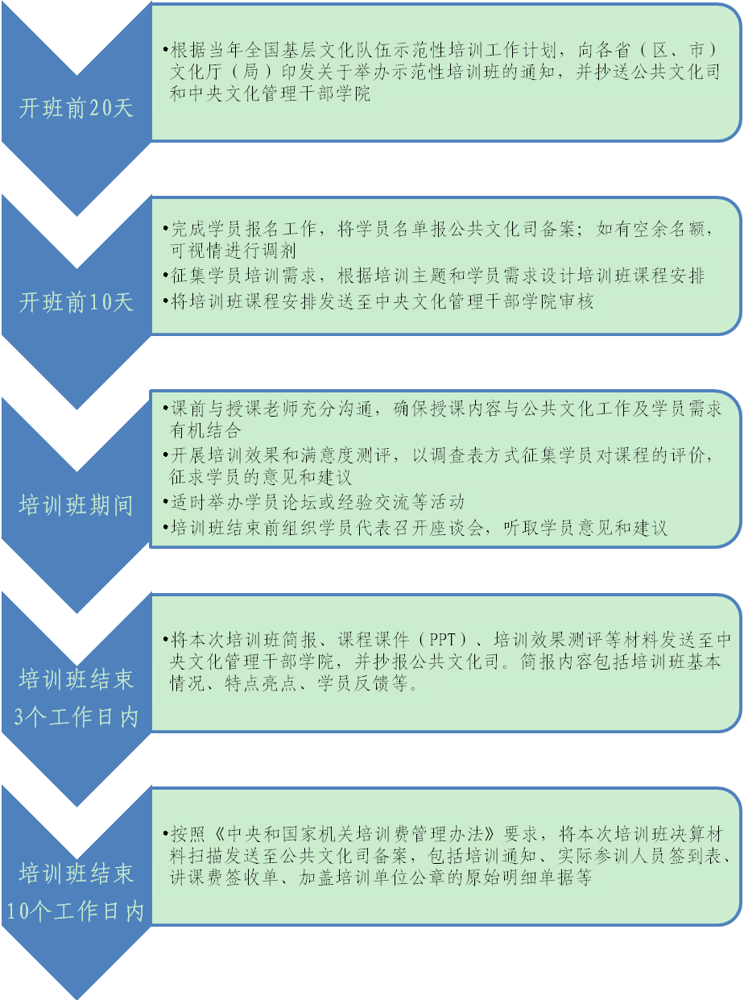 开班前20天
•根据当年全国基层文化队伍示范性培训工作计划，向各省（区、市）
文化厅（局）印发关于举办示范性培训班的通知，并抄送公共文化司
和中央文化管理干部学院
开班前10天
•完成学员报名工作，将学员名单报公共文化司备案；如有空余名额，
可视情进行调剂
•征集学员培训需求，根据培训主题和学员需求设计培训班课程安排
•将培训班课程安排发送至中央文化管理干部学院审核
培训班期间
•课前与授课老师充分沟通，确保授课内容与公共文化工作及学员需求
有机结合
•开展培训效果和满意度测评，以调查表方式征集学员对课程的评价，
征求学员的意见和建议
•适时举办学员论坛或经验交流等活动
•培训班结束前组织学员代表召开座谈会，听取学员意见和建议
培训班结束
3个工作日内
•将本次培训班简报、课程课件（PPT）、培训效果测评等材料发送至中
央文化管理干部学院，并抄报公共文化司。简报内容包括培训班基本
情况、特点亮点、学员反馈等。
培训班结束
10个工作日内
•按照《中央和国家机关培训费管理办法》要求，将本次培训班决算材
料扫描发送至公共文化司备案，包括培训通知、实际参训人员签到表、
讲课费签收单、加盖培训单位公章的原始明细单据等